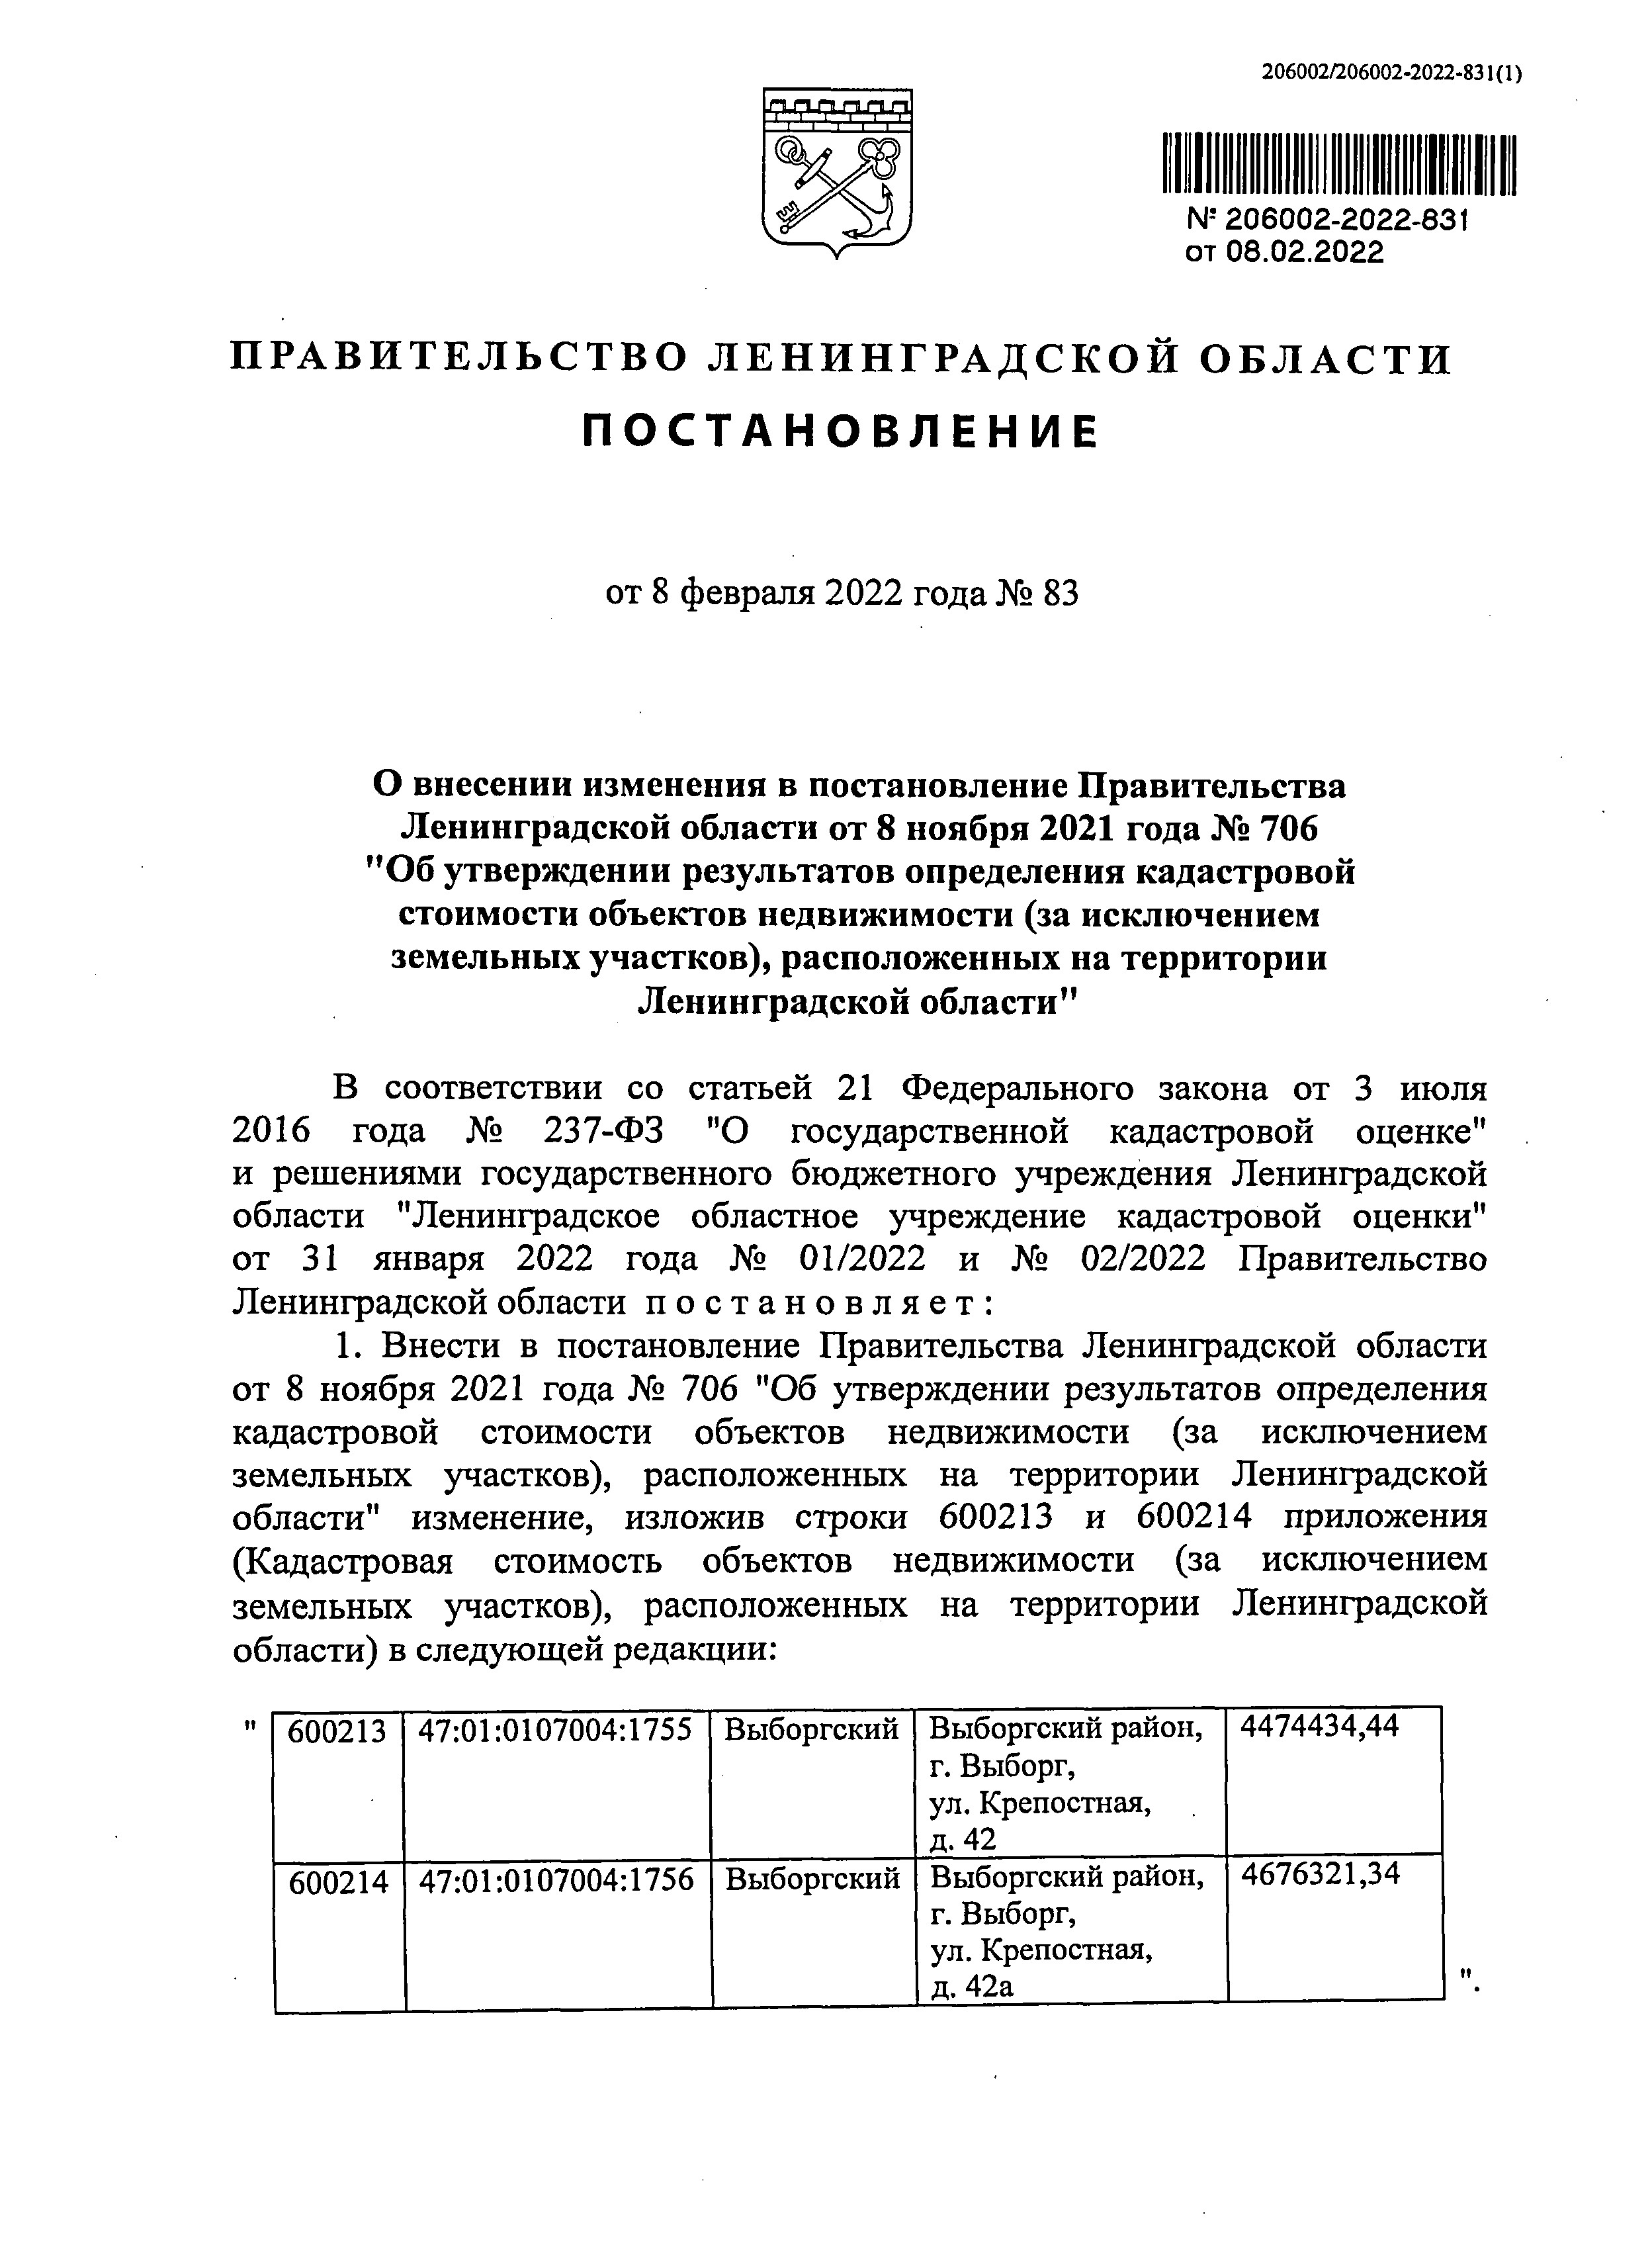 206002/206002-2022-831(1)
№ 206002-2022-831
от 08.02.2022
ПРАВИТЕЛЬСТВО ЛЕНИНГРАДСКОЙ ОБЛАСТИ
ПОСТАНОВЛЕНИЕ
от 8 февраля 2022 года № 83
О внесении изменения в постановление Правительства
Ленинградской области от 8 ноября 2021 года № 706
"Об утверждении результатов определения кадастровой
стоимости объектов недвижимости (за исключением
земельных участков), расположенных на территории
Ленинградской области"
В соответствии со статьей 21 Федерального закона от 3 июля
2016 года № 237-ФЗ "О государственной кадастровой оценке"
и решениями государственного бюджетного учреждения Ленинградской
области "Ленинградское областное учреждение кадастровой оценки"
от 31 января 2022 года № 01/2022 и № 02/2022 Правительство
Ленинградской области п о с т а н о в л я е т :
1. Внести в постановление Правительства Ленинградской области
от 8 ноября 2021 года № 706 "Об утверждении результатов определения
кадастровой стоимости объектов недвижимости (за исключением
земельных участков), расположенных на территории Ленинградской
области" изменение, изложив строки 600213 и 600214 приложения
(Кадастровая стоимость объектов недвижимости (за исключением
земельных участков), расположенных на территории Ленинградской
области) в следующей редакции:
" 600213 47:01:0107004:1755 Выборгский Выборгский район, 4474434,44
г. Выборг,
ул. Крепостная,
д. 42
600214 47:01:0107004:1756 Выборгский Выборгский район, 4676321,34
г. Выборг,
ул. Крепостная,
д. 42а ".